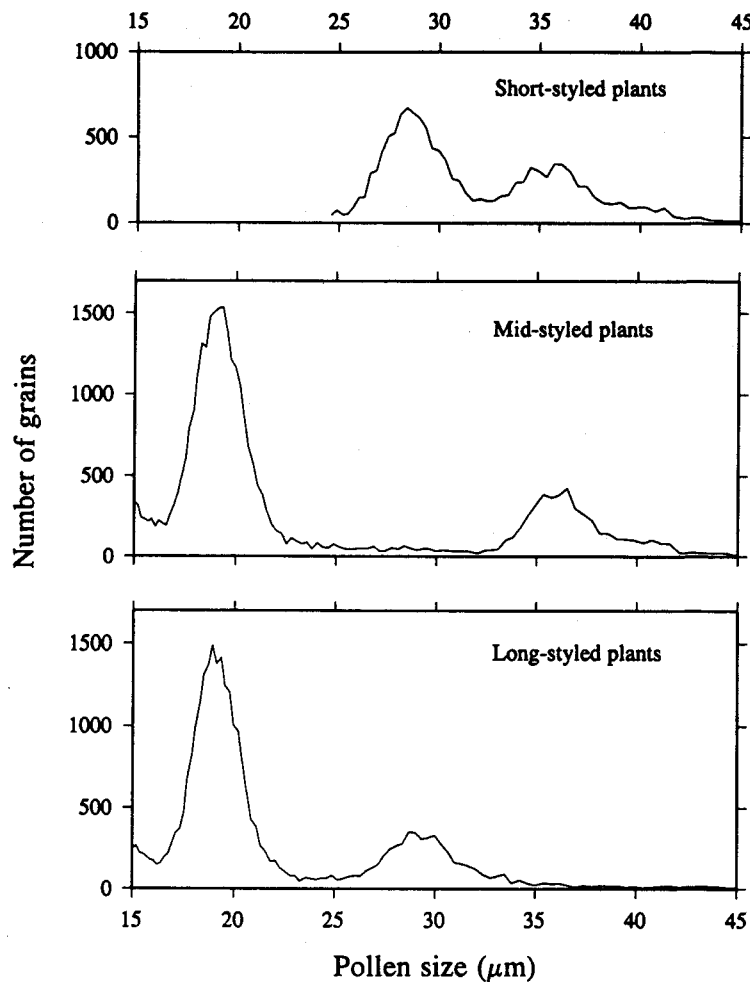 15 20 25 30 35 40 45
1000
Short-styled plants
500
0
1500
Mid-styled plants
1000
500
0
Number of grains
1500
Long-styled plants
1000
500
0
15 20 25 30 35 40 45
Pollen size (μm)